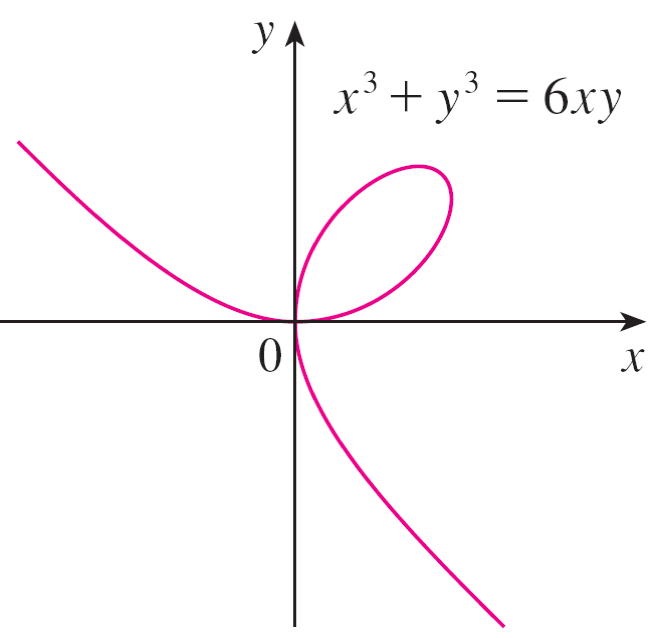 y
x³ + y³ = 6xy
0
x